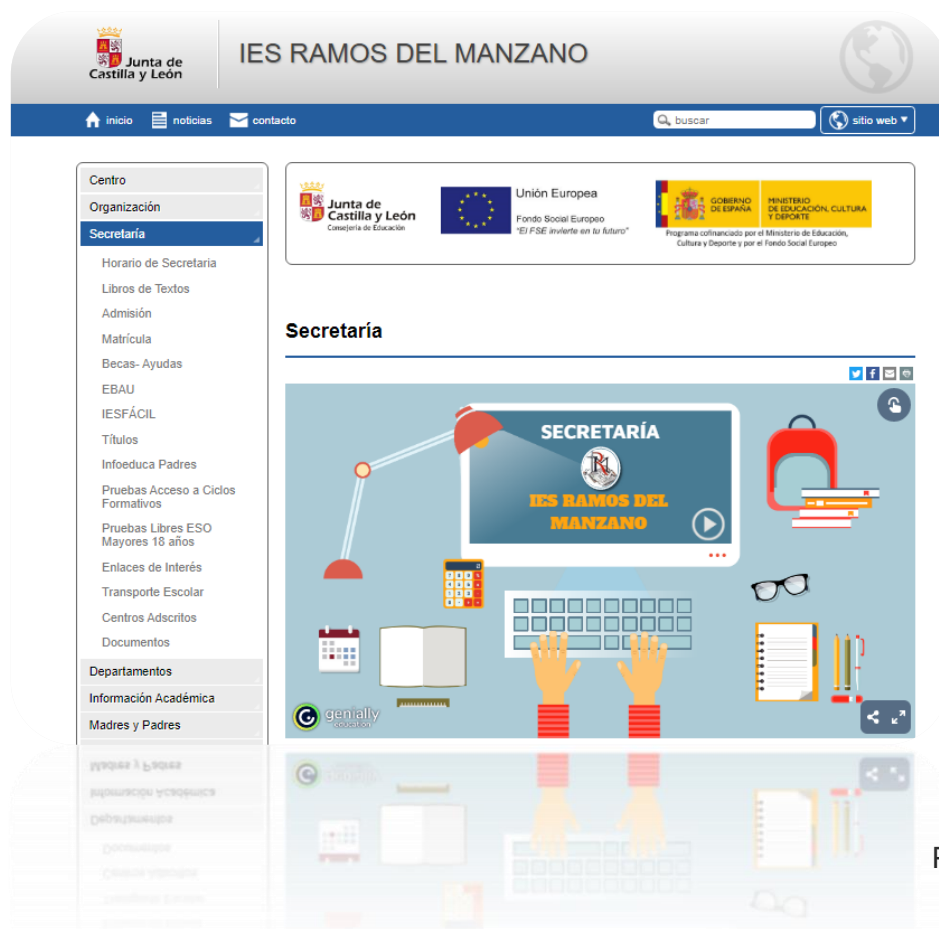 Junta de
Castilla y León
IES RAMOS DEL MANZANO
inicio
noticias
contacto
buscar
sitio web
Centro
Organización
Secretaría
Horario de Secretaria
Libros de Textos
Admisión
Matrícula
Becas- Ayudas
EBAU
IESFÁCIL
Títulos
Infoeduca Padres
Pruebas Acceso a Ciclos
Formativos
Pruebas Libres ESO
Mayores 18 años
Enlaces de Interés
Transporte Escolar
Centros Adscritos
Documentos
Departamentos
Información Académica
Madres y Padres
Junta de
Castilla y León
Consejería de Educación
Unión Europea
Fondo Social Europeo
"El FSE invierte en tu futuro"
GOBIERNO
DE ESPAÑA
MINISTERIO
DE EDUCACIÓN, CULTURA
Y DEPORTE
Programa cofinanciado por el Ministerio de Educación,
Cultura y Deporte y por el Fondo Social Europeo
Secretaría
SECRETARÍA
IES RAMOS DEL
MANZANO
genially
education